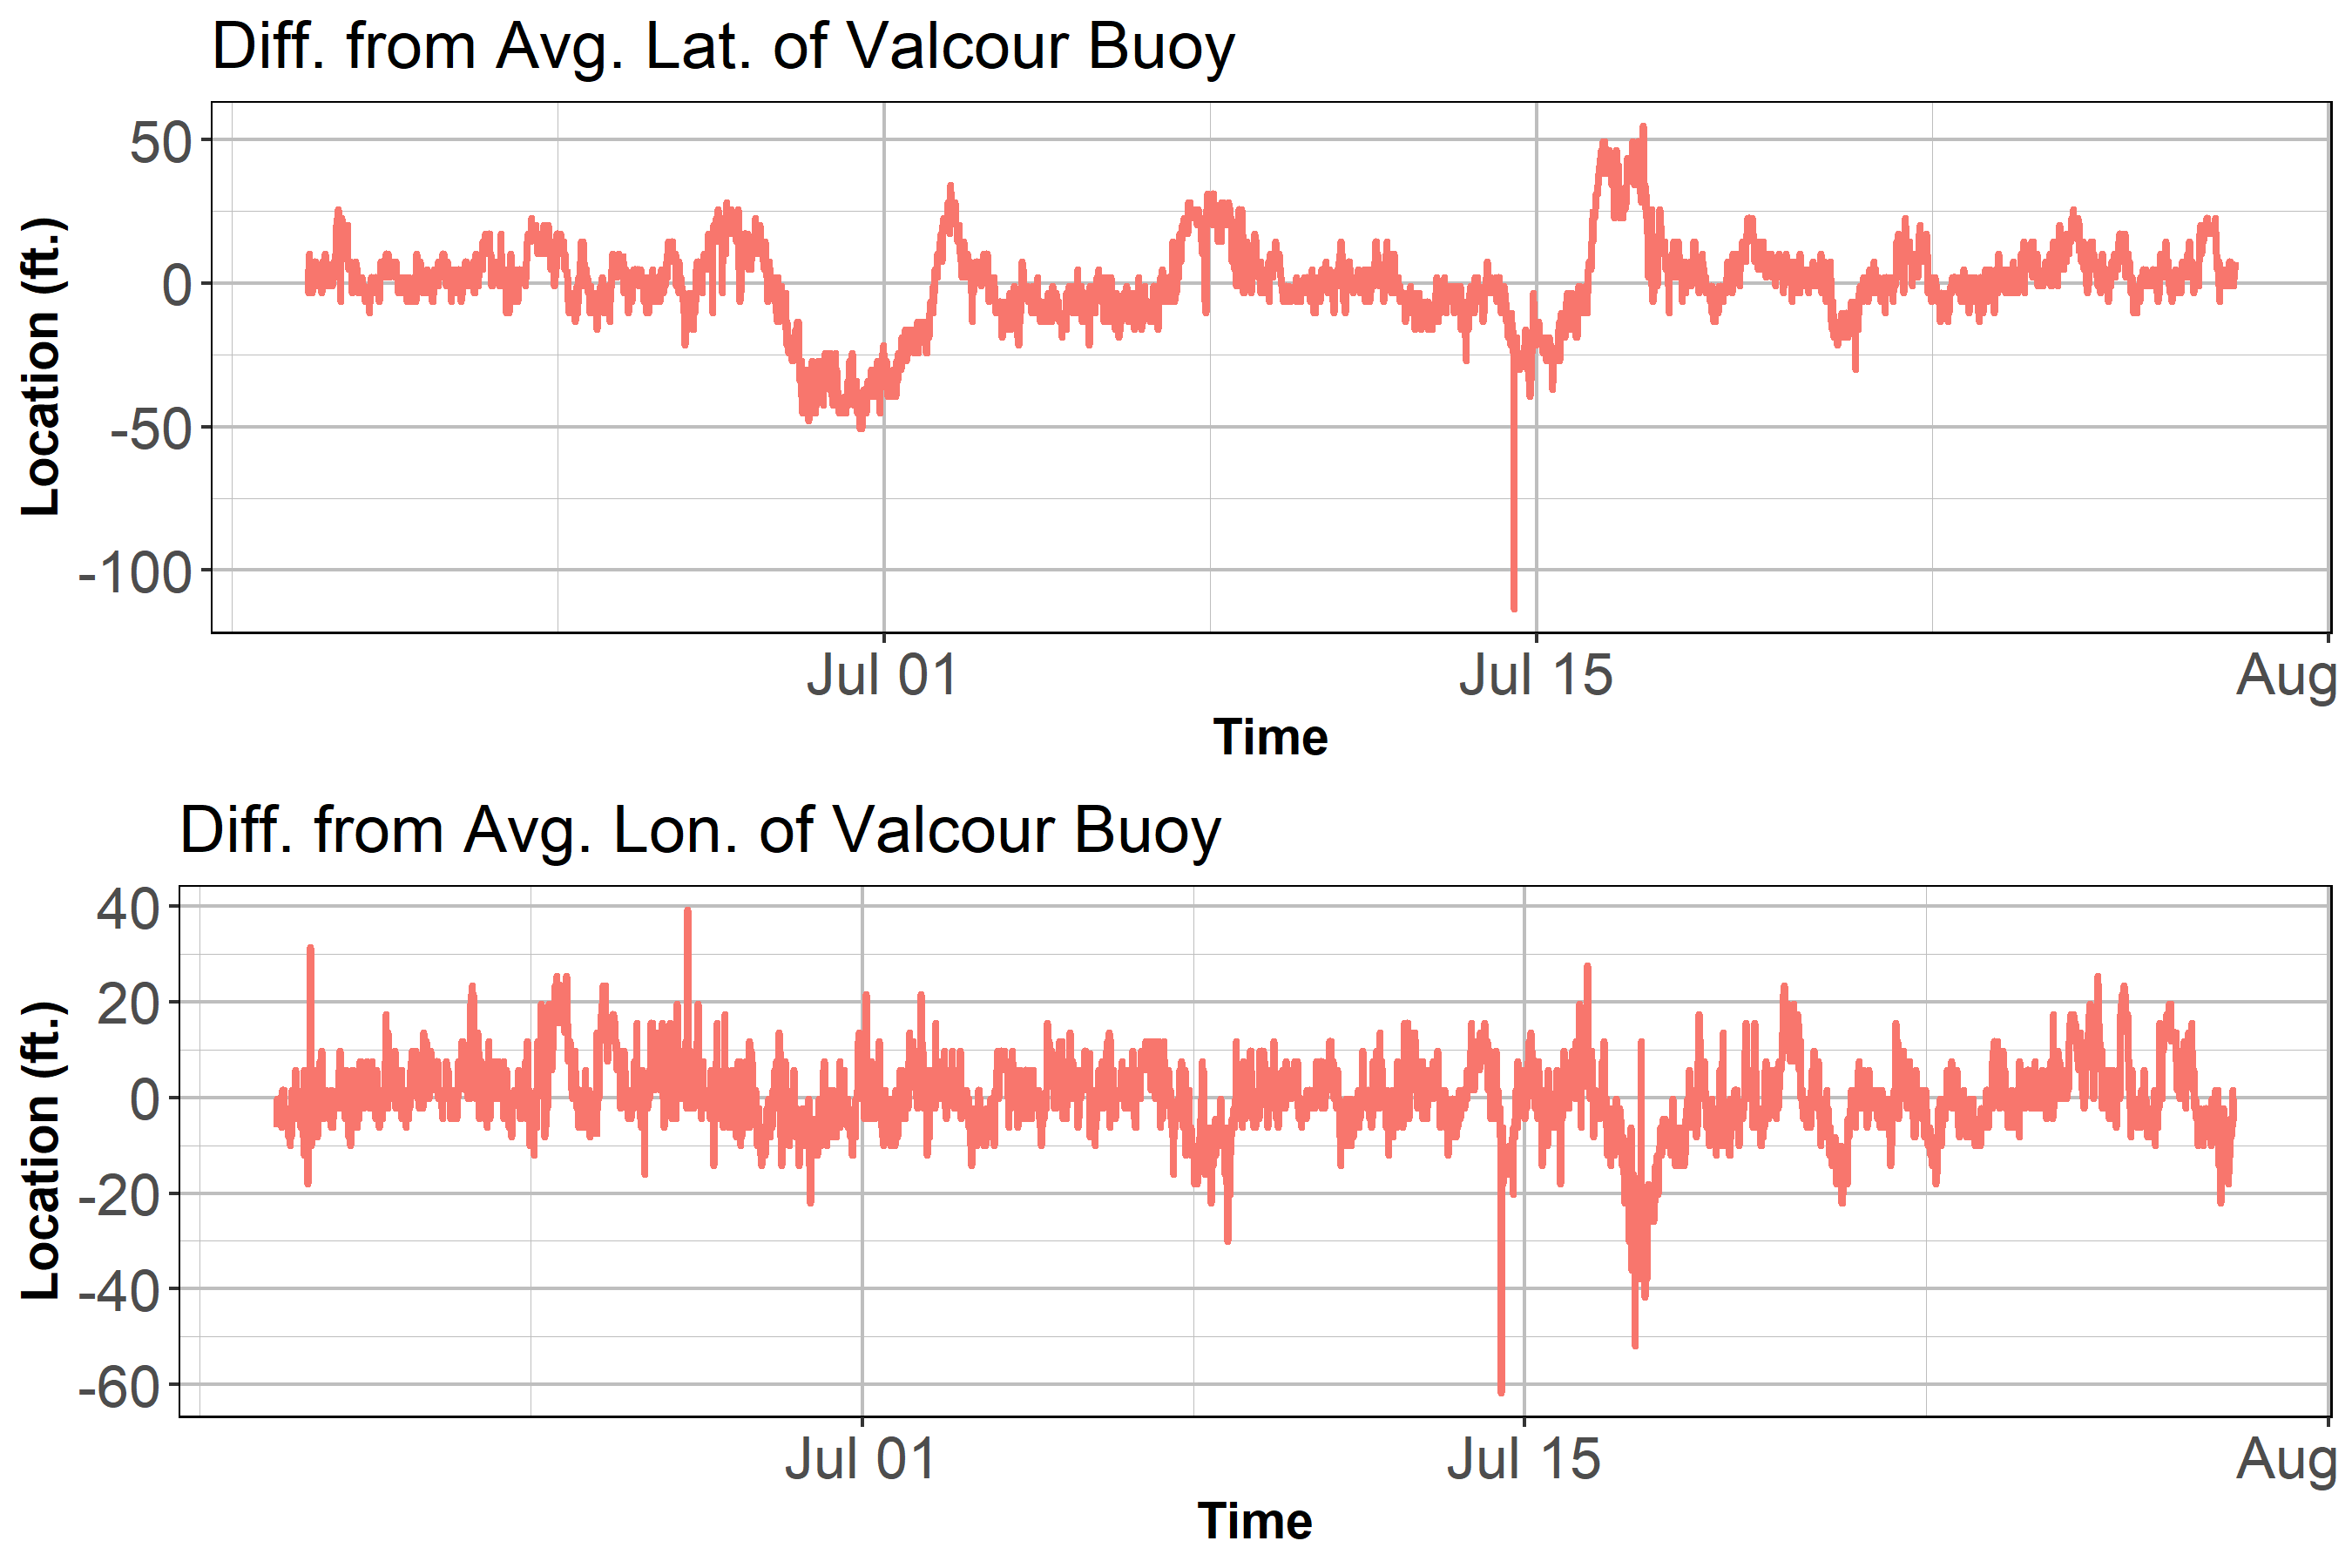 Diff. from Avg. Lat. of Valcour Buoy
Location (ft.)
50
0
-50
-100
Jul 01
Jul 15
Aug
Time
Diff. from Avg. Lon. of Valcour Buoy
Location (ft.)
40
20
0
-20
-40
-60
Jul 01
Jul 15
Aug
Time